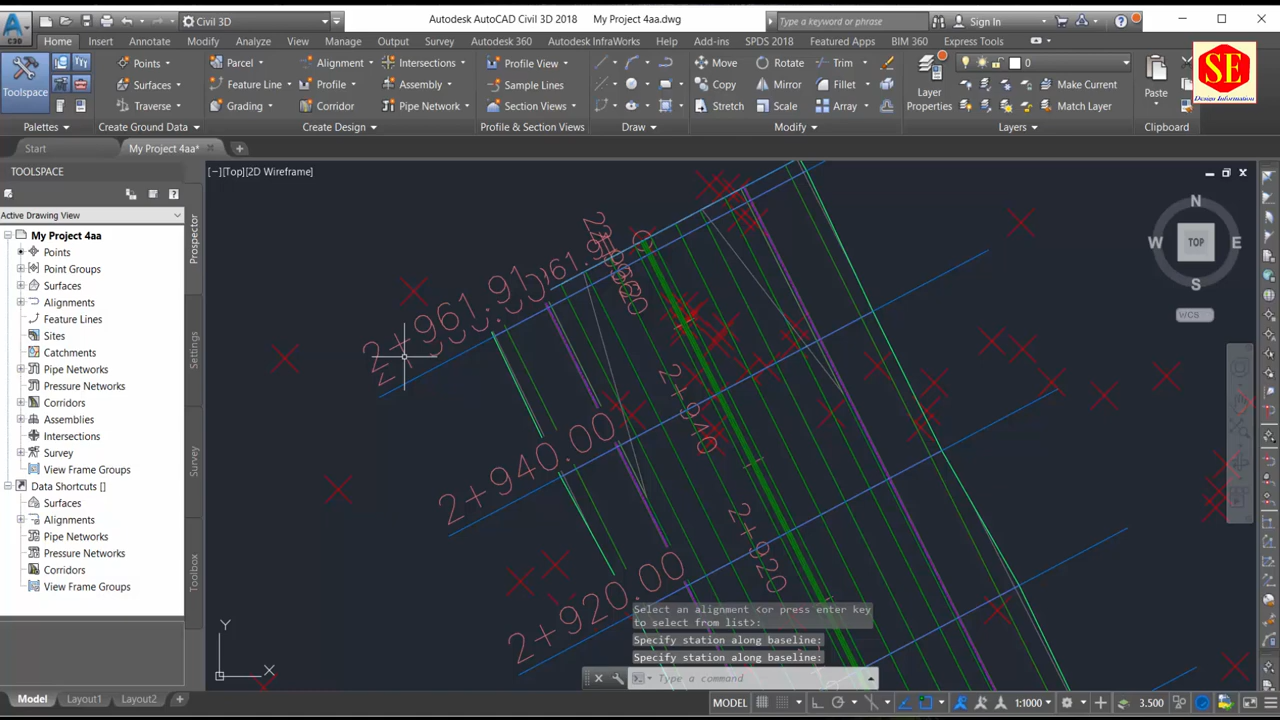 Civil 3D
Autodesk AutoCAD Civil 3D 2018 My Project 4aa.dwg
Type a keyword or phrase
Sign In
C3D
Home Insert Annotate Modify Analyze View Manage Output Survey Autodesk 360 Autodesk InfraWorks Help Add-ins SPDS 2018 Featured Apps BIM 360 Express Tools
SE
Design Information
Toolspace
Points
Surfaces
Traverse
Parcel
Feature Line
Grading
Alignment
Profile
Corridor
Intersections
Assembly
Pipe Network
Profile View
Sample Lines
Section Views
Move
Copy
Stretch
Rotate
Mirror
Scale
Trim
Fillet
Array
Layer
Properties
0
Make Current
Match Layer
Paste
Palettes
Create Ground Data
Create Design
Profile & Section Views
Draw
Modify
Layers
Clipboard
Start
My Project 4aa*
TOOLSPACE
Active Drawing View
My Project 4aa
Points
Point Groups
Surfaces
Alignments
Feature Lines
Sites
Catchments
Pipe Networks
Pressure Networks
Corridors
Assemblies
Intersections
Survey
View Frame Groups
Data Shortcuts []
Surfaces
Alignments
Pipe Networks
Pressure Networks
Corridors
View Frame Groups
Prospector
Settings
Survey
Toolbox
[−][Top][2D Wireframe]
N
W
TOP
E
S
WCS
2+961.91
2+940.00
2+920.00
2+940
2+920
Y
X
Select an alignment <or press enter key
to select from list>:
Specify station along baseline:
Specify station along baseline:
Type a command
Model Layout1 Layout2
MODEL
1:1000
3.500